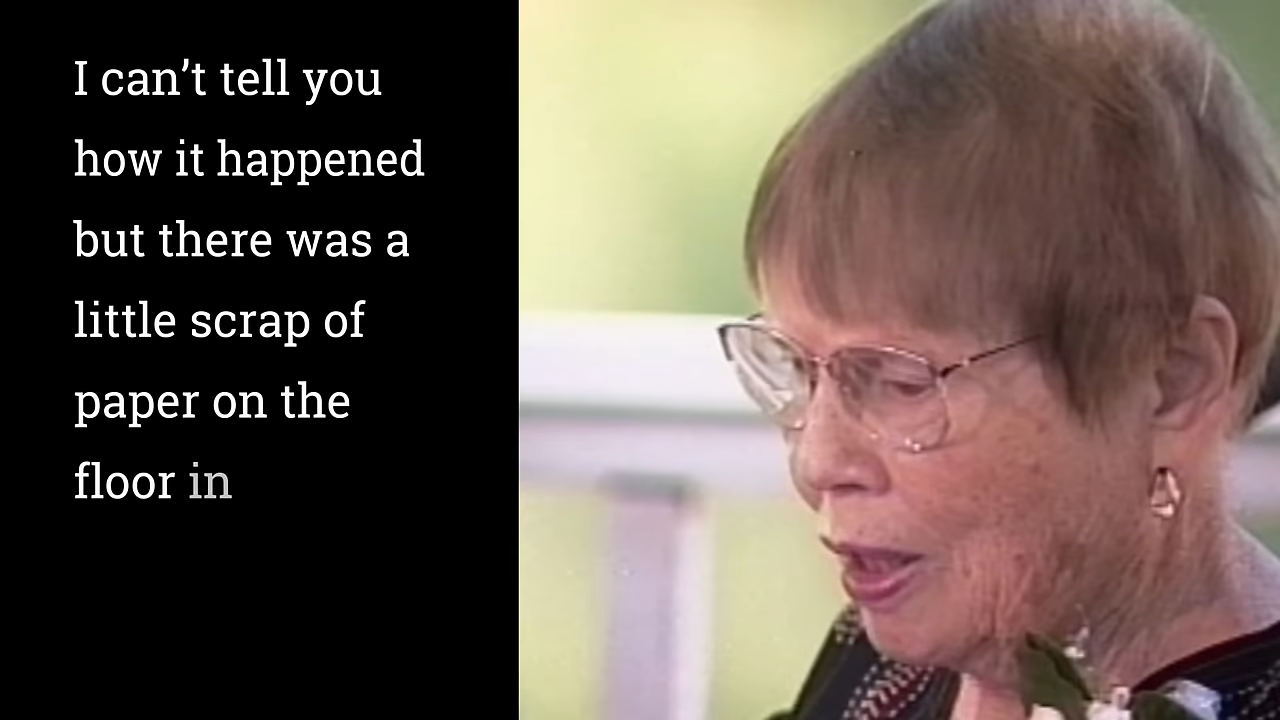 I can’t tell you
how it happened
but there was a
little scrap of
paper on the
floor in